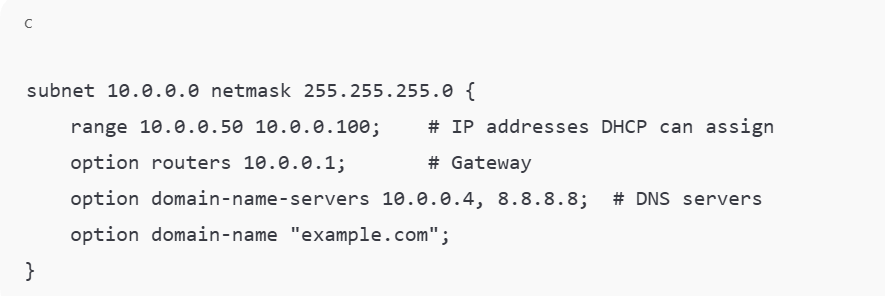 c
subnet 10.0.0.0 netmask 255.255.255.0 {
    range 10.0.0.50 10.0.0.100;    # IP addresses DHCP can assign
    option routers 10.0.0.1;       # Gateway
    option domain-name-servers 10.0.0.4, 8.8.8.8;  # DNS servers
    option domain-name "example.com";
}